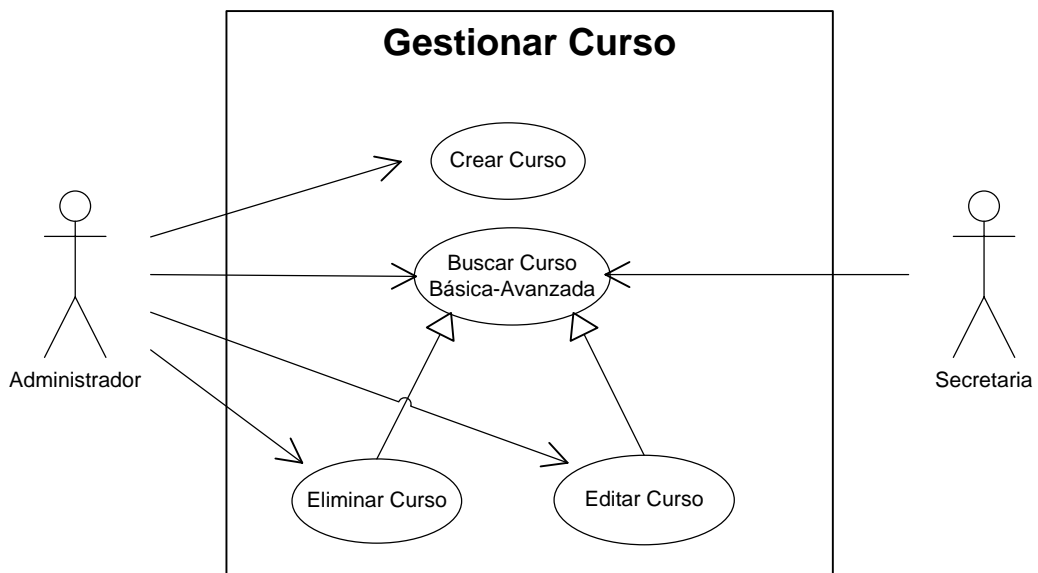 Gestionar Curso
Crear Curso
Buscar Curso
Básica-Avanzada
Administrador
Secretaria
Eliminar Curso
Editar Curso